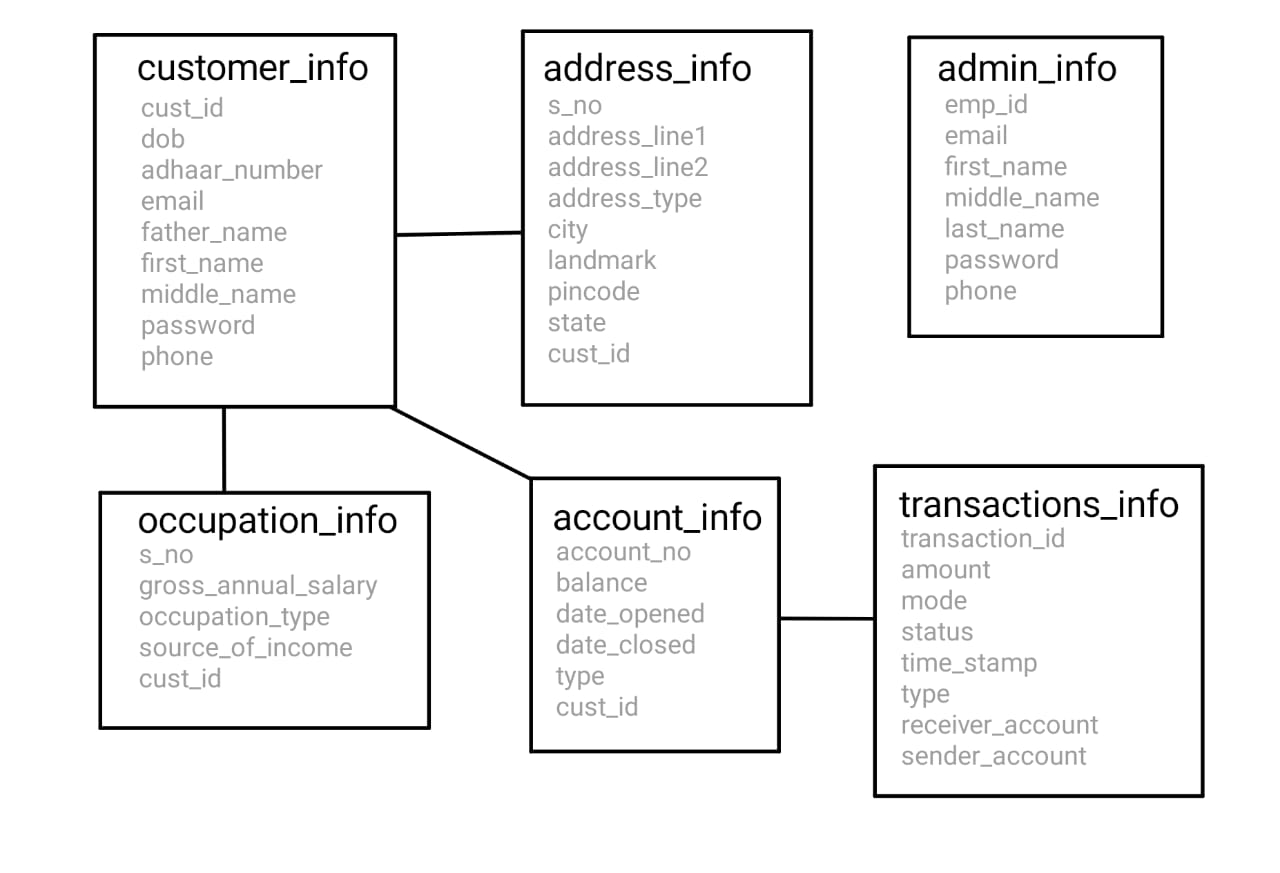 customer_info
cust_id
dob
adhaar_number
email
father_name
first_name
middle_name
password
phone
address_info
s_no
address_line1
address_line2
address_type
city
landmark
pincode
state
cust_id
admin_info
emp_id
email
first_name
middle_name
last_name
password
phone
occupation_info
s_no
gross_annual_salary
occupation_type
source_of_income
cust_id
account_info
account_no
balance
date_opened
date_closed
type
cust_id
transactions_info
transaction_id
amount
mode
status
time_stamp
type
receiver_account
sender_account